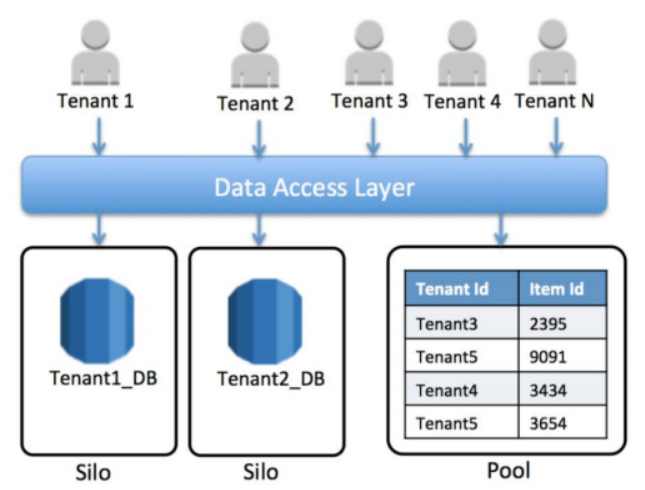 Tenant 1
Tenant 2
Tenant 3
Tenant 4
Tenant N
Data Access Layer
Tenant1_DB
Tenant2_DB
Tenant Id Item Id
Tenant3 2395
Tenant5 9091
Tenant4 3434
Tenant5 3654
Silo
Silo
Pool